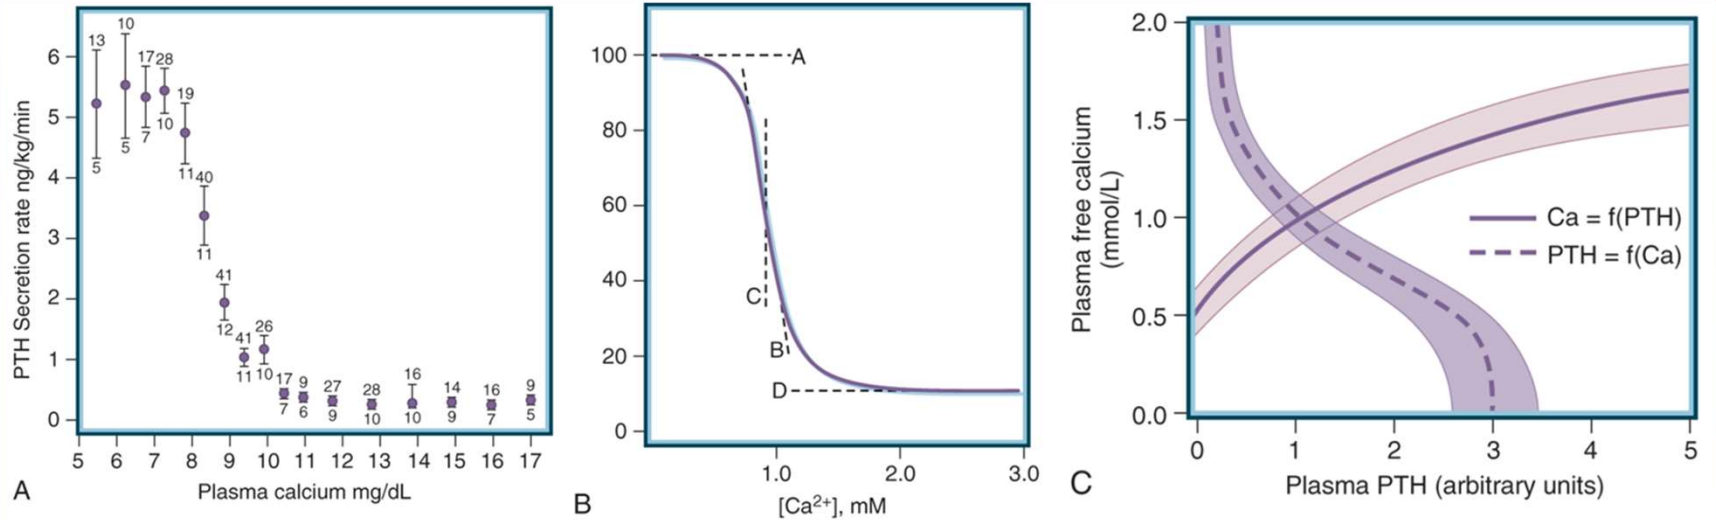 PTH Secretion rate ng/kg/min
6
5
4
3
2
1
0
13
5
10
5
17
7
28
10
19
11
40
11
41
12
41
11
26
10
17
7
9
6
27
9
28
10
16
10
14
9
16
7
9
5
5 6 7 8 9 10 11 12 13 14 15 16 17
Plasma calcium mg/dL
A
100
80
60
40
20
0
A
C
B
D
1.0 2.0 3.0
[Ca²⁺], mM
B
Plasma free calcium
(mmol/L)
2.0
1.5
1.0
0.5
0.0
Ca = f(PTH)
PTH = f(Ca)
0 1 2 3 4 5
Plasma PTH (arbitrary units)
C